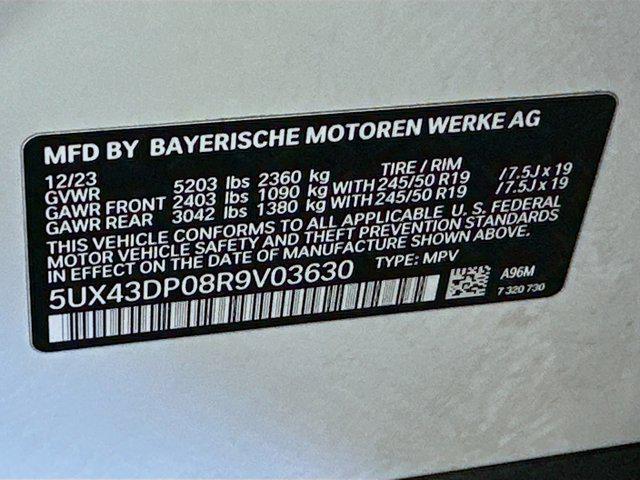 MFD BY BAYERISCHE MOTOREN WERKE AG
12/23 TIRE / RIM
GVWR 5203 lbs 2360 kg
GAWR FRONT 2403 lbs 1090 kg WITH 245/50 R19 / 7.5J x 19
GAWR REAR 3042 lbs 1380 kg WITH 245/50 R19 / 7.5J x 19
THIS VEHICLE CONFORMS TO ALL APPLICABLE U. S. FEDERAL
MOTOR VEHICLE SAFETY AND THEFT PREVENTION STANDARDS
IN EFFECT ON THE DATE OF MANUFACTURE SHOWN ABOVE.
5UX43DP08R9V03630 TYPE: MPV
A96M
7 320 730